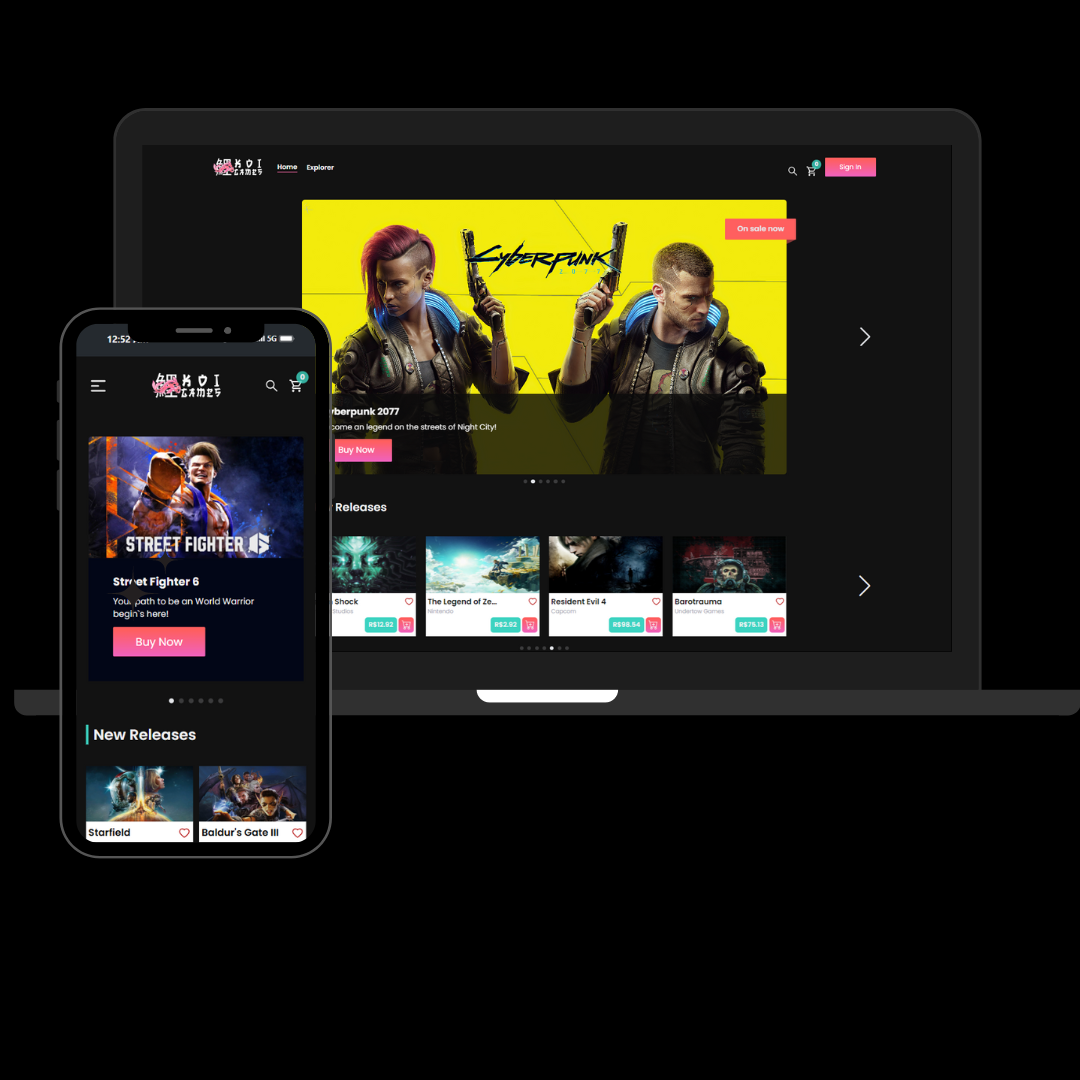 鯉 KOI
GAMES
Home
Explorer
0
Sign In
On sale now
CYBERPUNK
2077
yberpunk 2077
come an legend on the streets of Night City!
Buy Now
Releases
Shock
Studios
R$12.92
The Legend of Ze...
Nintendo
R$2.92
Resident Evil 4
Capcom
R$98.54
Barotrauma
Undertow Games
R$75.13
12:52
5G
鯉 KOI
GAMES
0
STREET FIGHTER 6
Street Fighter 6
Your path to be an World Warrior
begin's here!
Buy Now
New Releases
Starfield
Baldur's Gate III